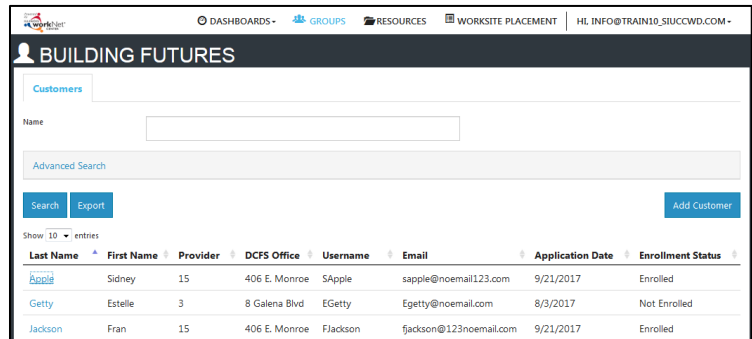 workNet
CENTER
DASHBOARDS GROUPS RESOURCES WORKSITE PLACEMENT HI, INFO@TRAIN10_SIUCCWD.COM
BUILDING FUTURES
Customers
Name
Advanced Search
Search Export Add Customer
Show 10 entries
Last Name First Name Provider DCFS Office Username Email Application Date Enrollment Status
Apple Sidney 15 406 E. Monroe SApple sapple@noemail123.com 9/21/2017 Enrolled
Getty Estelle 3 8 Galena Blvd EGetty Egetty@noemail.com 8/3/2017 Not Enrolled
Jackson Fran 15 406 E. Monroe FJackson fjackson@123noemail.com 9/21/2017 Enrolled